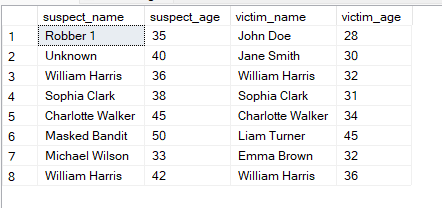 suspect_name suspect_age victim_name victim_age
1 Robber 1 35 John Doe 28
2 Unknown 40 Jane Smith 30
3 William Harris 36 William Harris 32
4 Sophia Clark 38 Sophia Clark 31
5 Charlotte Walker 45 Charlotte Walker 34
6 Masked Bandit 50 Liam Turner 45
7 Michael Wilson 33 Emma Brown 32
8 William Harris 42 William Harris 36